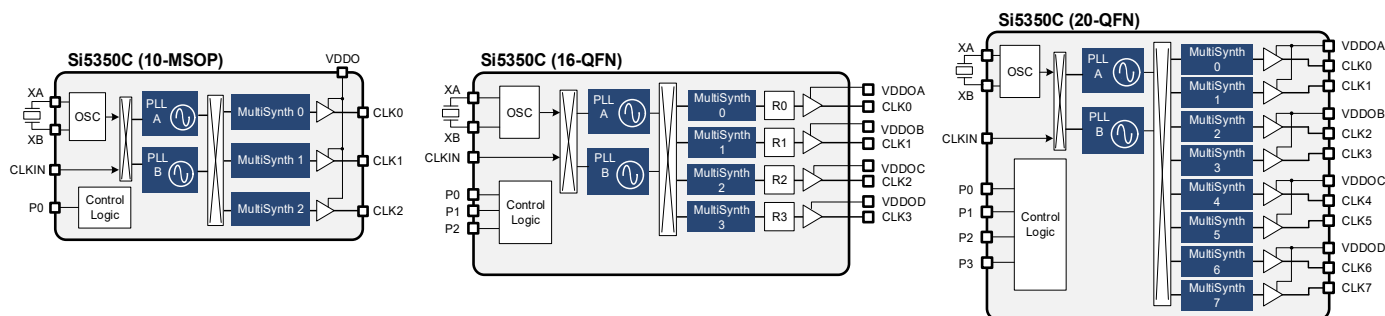 Si5350C (10-MSOP)
VDDO
XA
XB
OSC
CLKIN
P0
Control
Logic
PLL
A
PLL
B
MultiSynth 0
MultiSynth 1
MultiSynth 2
CLK0
CLK1
CLK2
Si5350C (16-QFN)
XA
XB
OSC
CLKIN
P0
P1
P2
Control
Logic
PLL
A
PLL
B
MultiSynth
0
MultiSynth
1
MultiSynth
2
MultiSynth
3
R0
R1
R2
R3
VDDOA
CLK0
VDDOB
CLK1
VDDOC
CLK2
VDDOD
CLK3
Si5350C (20-QFN)
XA
XB
OSC
CLKIN
P0
P1
P2
P3
Control
Logic
PLL
A
PLL
B
MultiSynth
0
MultiSynth
1
MultiSynth
2
MultiSynth
3
MultiSynth
4
MultiSynth
5
MultiSynth
6
MultiSynth
7
VDDOA
CLK0
CLK1
VDDOB
CLK2
CLK3
VDDOC
CLK4
CLK5
VDDOD
CLK6
CLK7